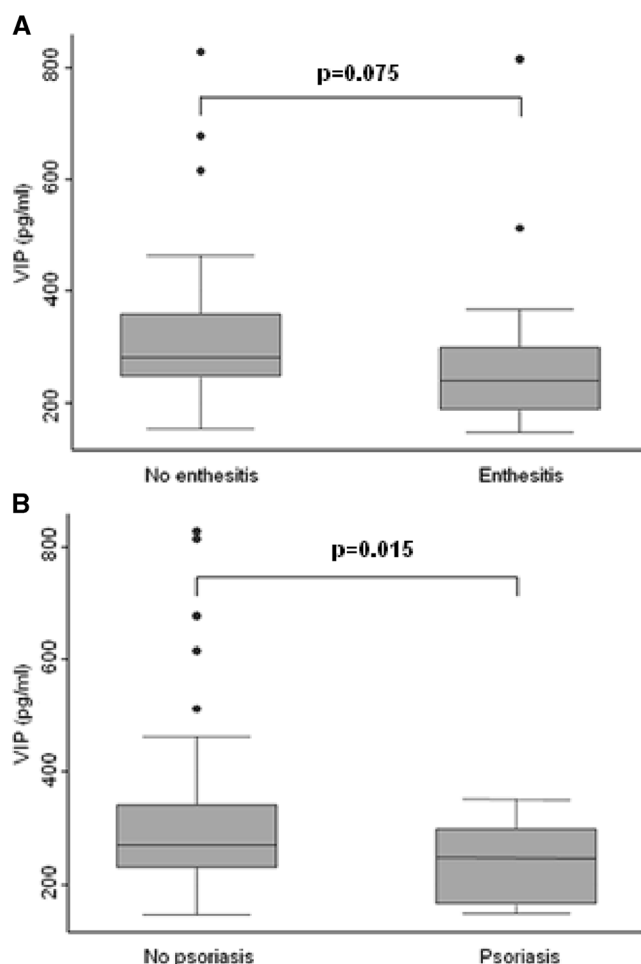 A
p=0.075
VIP (pg/ml)
800
600
400
200
No enthesitis Enthesitis
B
p=0.015
VIP (pg/ml)
800
600
400
200
No psoriasis Psoriasis